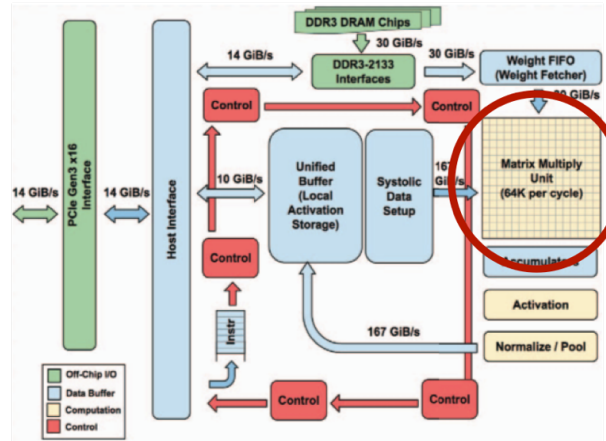 DDR3 DRAM Chips
30 GiB/s
14 GiB/s
30 GiB/s
DDR3-2133
Interfaces
Weight FIFO
(Weight Fetcher)
Control
Control
Matrix Multiply
Unit
(64K per cycle)
PCIe Gen3 x16
Interface
14 GiB/s
14 GiB/s
Host Interface
10 GiB/s
Unified
Buffer
(Local
Activation
Storage)
Systolic
Data
Setup
GiB/s
Control
Accumulators
Activation
Instr
167 GiB/s
Normalize / Pool
Off-Chip I/O
Data Buffer
Computation
Control
Control
Control
Control